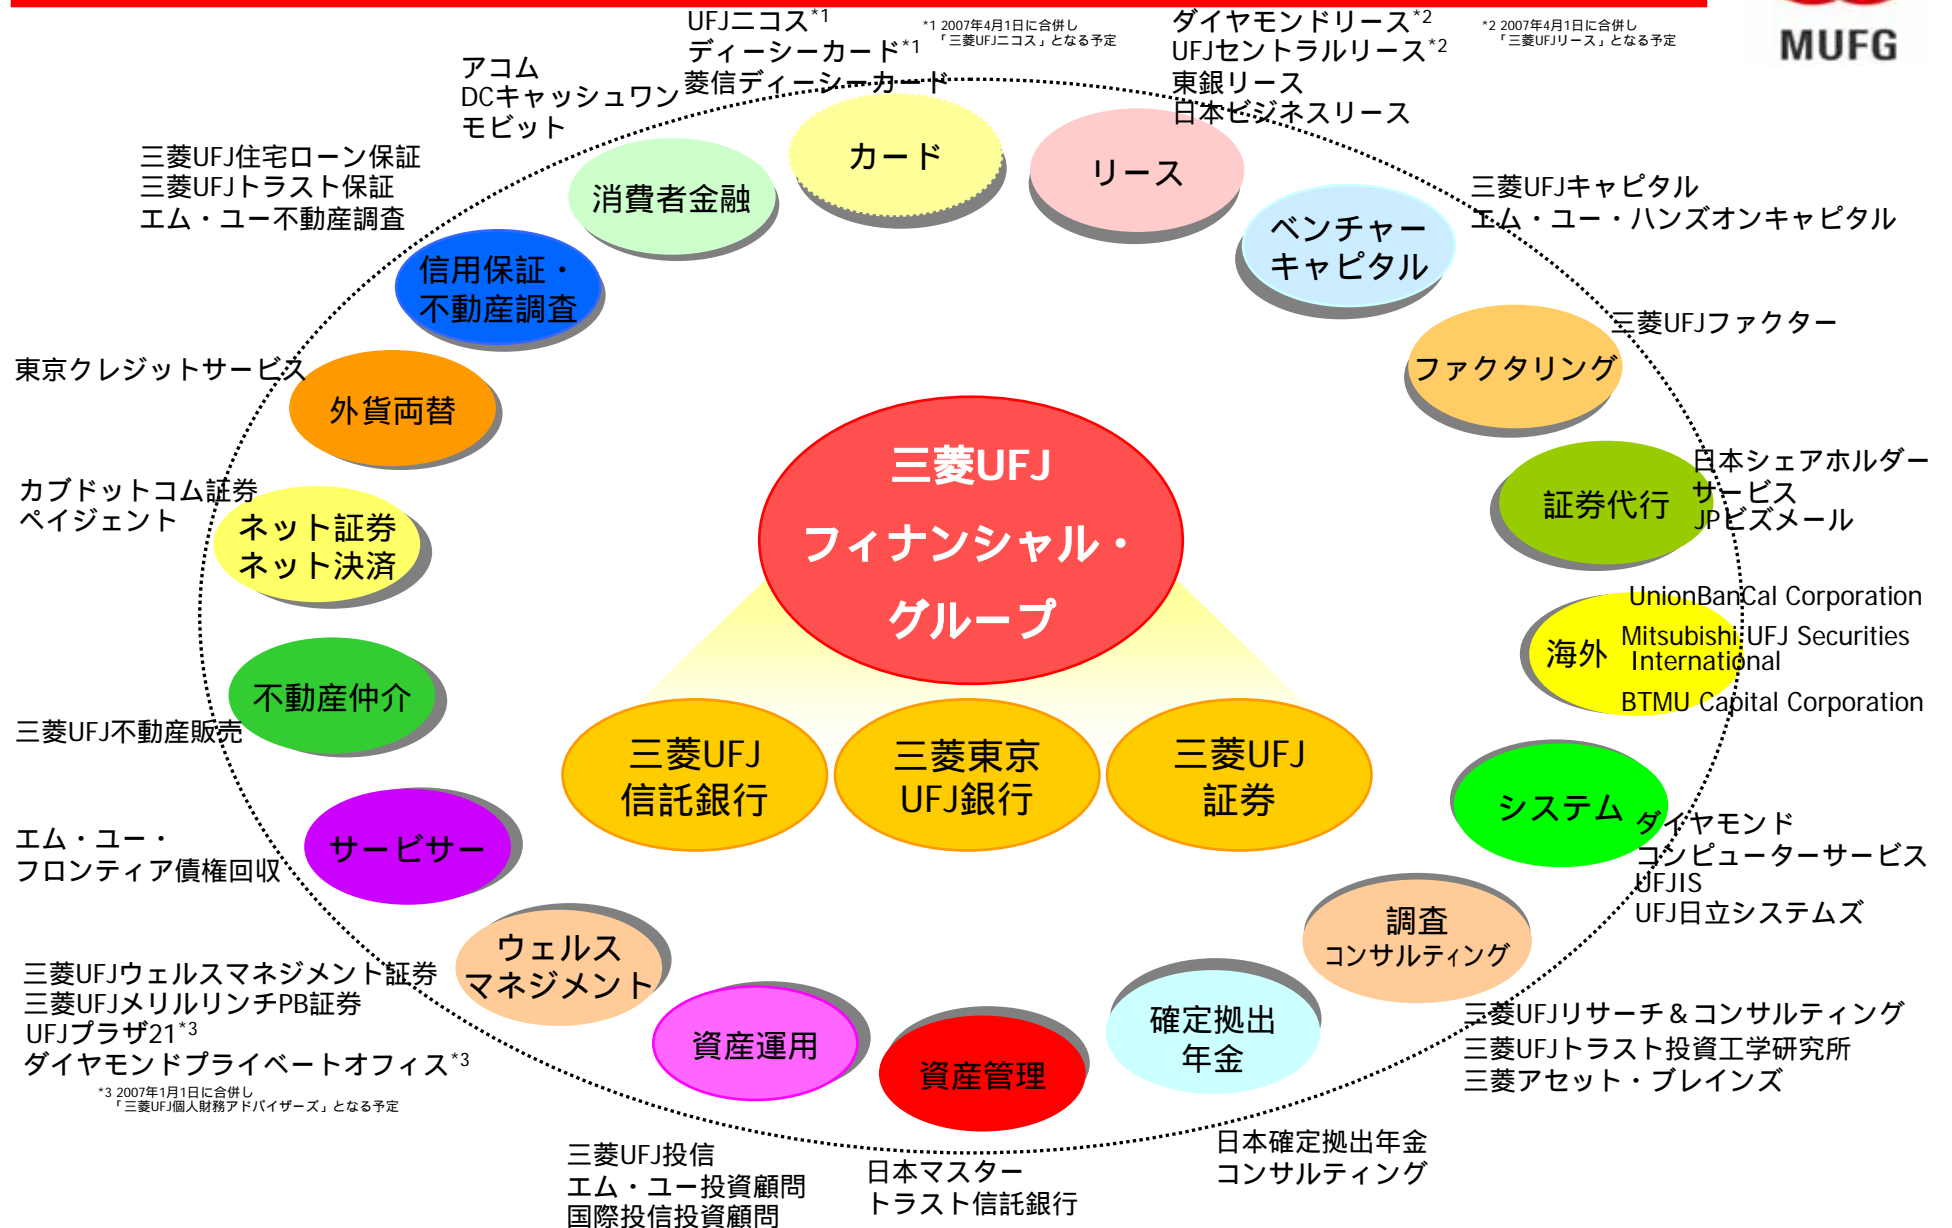 UFJニコス*1
ディーシーカード*1
菱信ディーシーカード
*1 2007年4月1日に合併し
「三菱UFJニコス」となる予定
ダイヤモンドリース*2
UFJセントラルリース*2
東銀リース
日本ビジネスリース
*2 2007年4月1日に合併し
「三菱UFJリース」となる予定
MUFG
アコム
DCキャッシュワン
モビット
カード
リース
三菱UFJ住宅ローン保証
三菱UFJトラスト保証
エム・ユー不動産調査
消費者金融
ベンチャー
キャピタル
三菱UFJキャピタル
エム・ユー・ハンズオンキャピタル
信用保証・
不動産調査
三菱UFJファクター
ファクタリング
東京クレジットサービス
外貨両替
三菱UFJ
フィナンシャル・
グループ
カブドットコム証券
ペイジェント
ネット証券
ネット決済
証券代行
日本シェアホルダー
サービス
JPビズメール
海外
UnionBanCal Corporation
Mitsubishi UFJ Securities
International
BTMU Capital Corporation
不動産仲介
三菱UFJ不動産販売
三菱UFJ
信託銀行
三菱東京
UFJ銀行
三菱UFJ
証券
システム
ダイヤモンド
コンピューターサービス
UFJIS
UFJ日立システムズ
エム・ユー・
フロンティア債権回収
サービサー
調査
コンサルティング
三菱UFJリサーチ＆コンサルティング
三菱UFJトラスト投資工学研究所
三菱アセット・ブレインズ
ウェルス
マネジメント
三菱UFJウェルスマネジメント証券
三菱UFJメリルリンチPB証券
UFJプラザ21*3
ダイヤモンドプライベートオフィス*3
*3 2007年1月1日に合併し
「三菱UFJ個人財務アドバイザーズ」となる予定
資産運用
資産管理
確定拠出
年金
三菱UFJ投信
エム・ユー投資顧問
国際投信投資顧問
日本マスター
トラスト信託銀行
日本確定拠出年金
コンサルティング